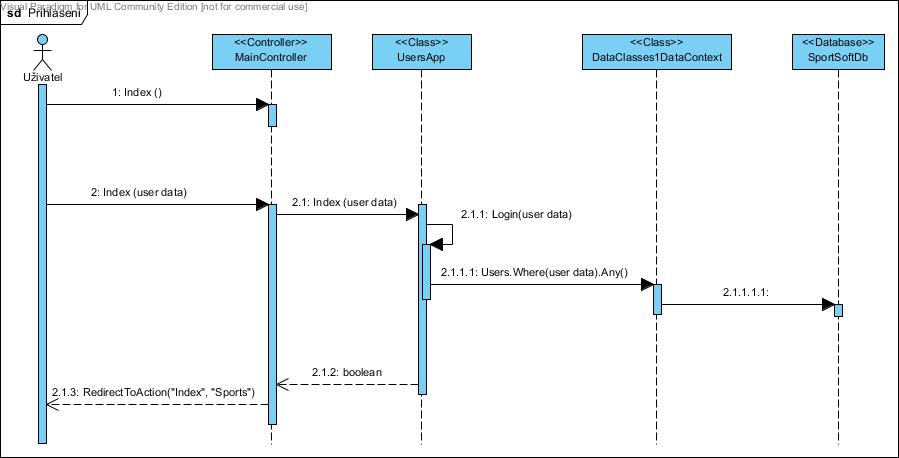 Visual Paradigm for UML Community Edition [not for commercial use]
sd Přihlášení
<<Controller>>
MainController
<<Class>>
UsersApp
<<Class>>
DataClasses1DataContext
<<Database>>
SportSoftDb
Uživatel
1: Index ()
2: Index (user data)
2.1: Index (user data)
2.1.1: Login(user data)
2.1.1.1: Users.Where(user data).Any()
2.1.1.1.1:
2.1.2: boolean
2.1.3: RedirectToAction("Index", "Sports")